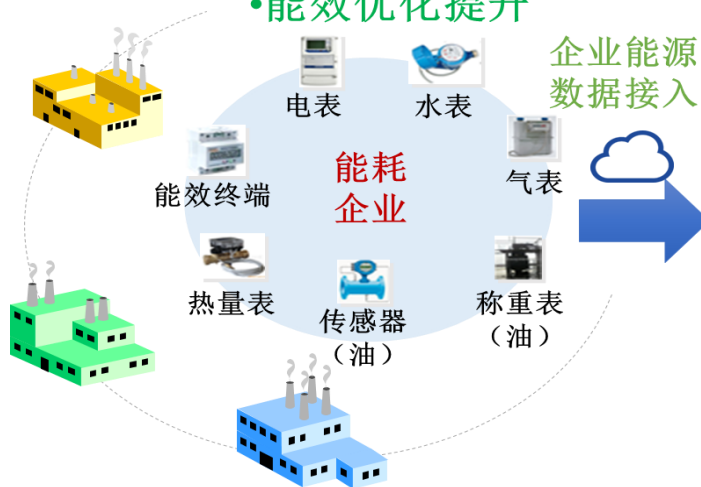 •能效优化提升
企业能源
数据接入
电表
水表
能耗
企业
能效终端
气表
热量表
传感器
（油）
称重表
（油）